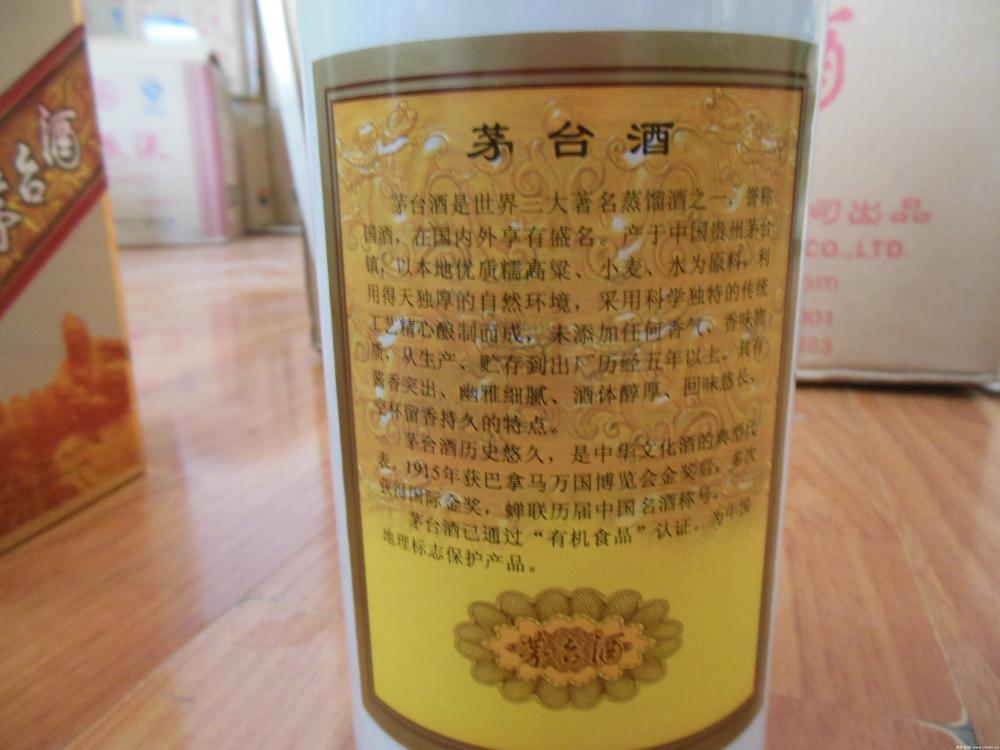 茅台酒
茅台酒是世界三大著名蒸馏酒之一，誉称
国酒，在国内外享有盛名。产于中国贵州茅台
镇，以本地优质糯高粱、小麦、水为原料，利
用得天独厚的自然环境，采用科学独特的传统
工艺精心酿制而成，未添加任何香气、香味物
质，从生产、贮存到出厂历经五年以上。具有
酱香突出、幽雅细腻、酒体醇厚、回味悠长、
空杯留香持久的特点。
茅台酒历史悠久，是中华文化酒的典型代
表，1915年获巴拿马万国博览会金奖后，多次
获得国际金奖，蝉联历届中国名酒称号，
茅台酒已通过“有机食品”认证。为中国
地理标志保护产品。
茅台酒
台酒
酒
司出品
CO.,LTD.
om
001